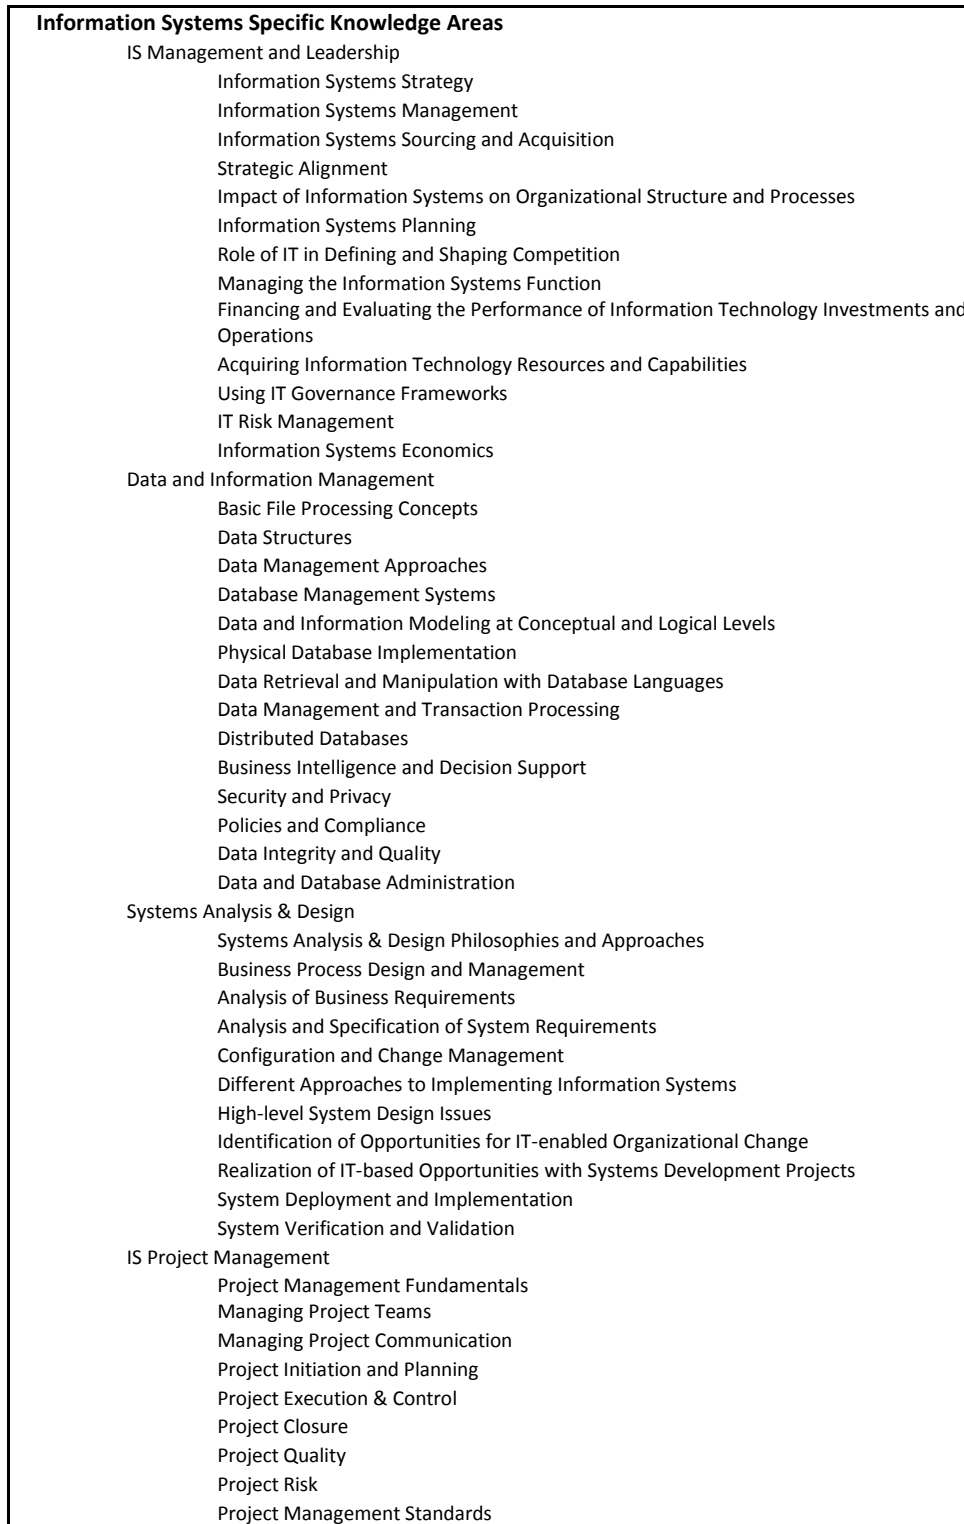 Information Systems Specific Knowledge Areas
IS Management and Leadership
Information Systems Strategy
Information Systems Management
Information Systems Sourcing and Acquisition
Strategic Alignment
Impact of Information Systems on Organizational Structure and Processes
Information Systems Planning
Role of IT in Defining and Shaping Competition
Managing the Information Systems Function
Financing and Evaluating the Performance of Information Technology Investments and
Operations
Acquiring Information Technology Resources and Capabilities
Using IT Governance Frameworks
IT Risk Management
Information Systems Economics
Data and Information Management
Basic File Processing Concepts
Data Structures
Data Management Approaches
Database Management Systems
Data and Information Modeling at Conceptual and Logical Levels
Physical Database Implementation
Data Retrieval and Manipulation with Database Languages
Data Management and Transaction Processing
Distributed Databases
Business Intelligence and Decision Support
Security and Privacy
Policies and Compliance
Data Integrity and Quality
Data and Database Administration
Systems Analysis & Design
Systems Analysis & Design Philosophies and Approaches
Business Process Design and Management
Analysis of Business Requirements
Analysis and Specification of System Requirements
Configuration and Change Management
Different Approaches to Implementing Information Systems
High-level System Design Issues
Identification of Opportunities for IT-enabled Organizational Change
Realization of IT-based Opportunities with Systems Development Projects
System Deployment and Implementation
System Verification and Validation
IS Project Management
Project Management Fundamentals
Managing Project Teams
Managing Project Communication
Project Initiation and Planning
Project Execution & Control
Project Closure
Project Quality
Project Risk
Project Management Standards